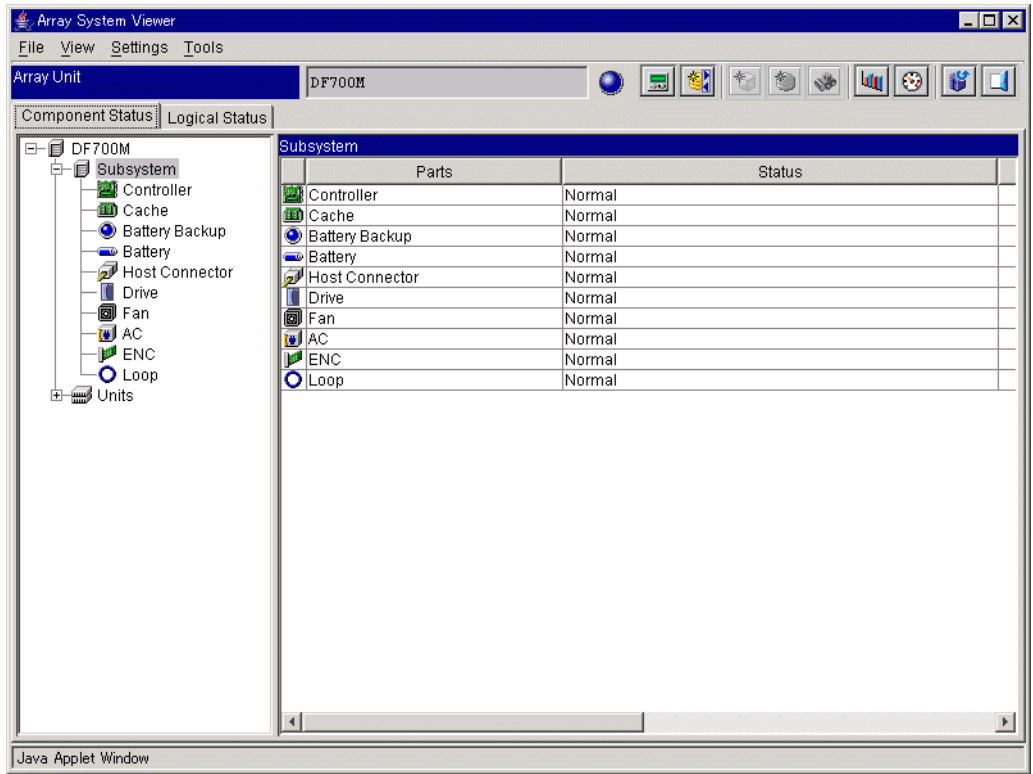 Array System Viewer
File View Settings Tools
Array Unit DF700M
Component Status Logical Status
DF700M
Subsystem
Controller
Cache
Battery Backup
Battery
Host Connector
Drive
Fan
AC
ENC
Loop
Units
Subsystem
Parts Status
Controller Normal
Cache Normal
Battery Backup Normal
Battery Normal
Host Connector Normal
Drive Normal
Fan Normal
AC Normal
ENC Normal
Loop Normal
Java Applet Window